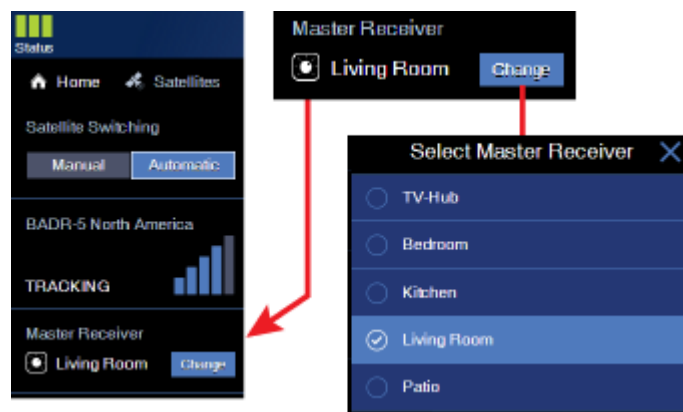 Status
Home Satellites
Satellite Switching
Manual Automatic
BADR-5 North America
TRACKING
Master Receiver
Living Room Change
Master Receiver
Living Room Change
Select Master Receiver
TV-Hub
Bedroom
Kitchen
Living Room
Patio